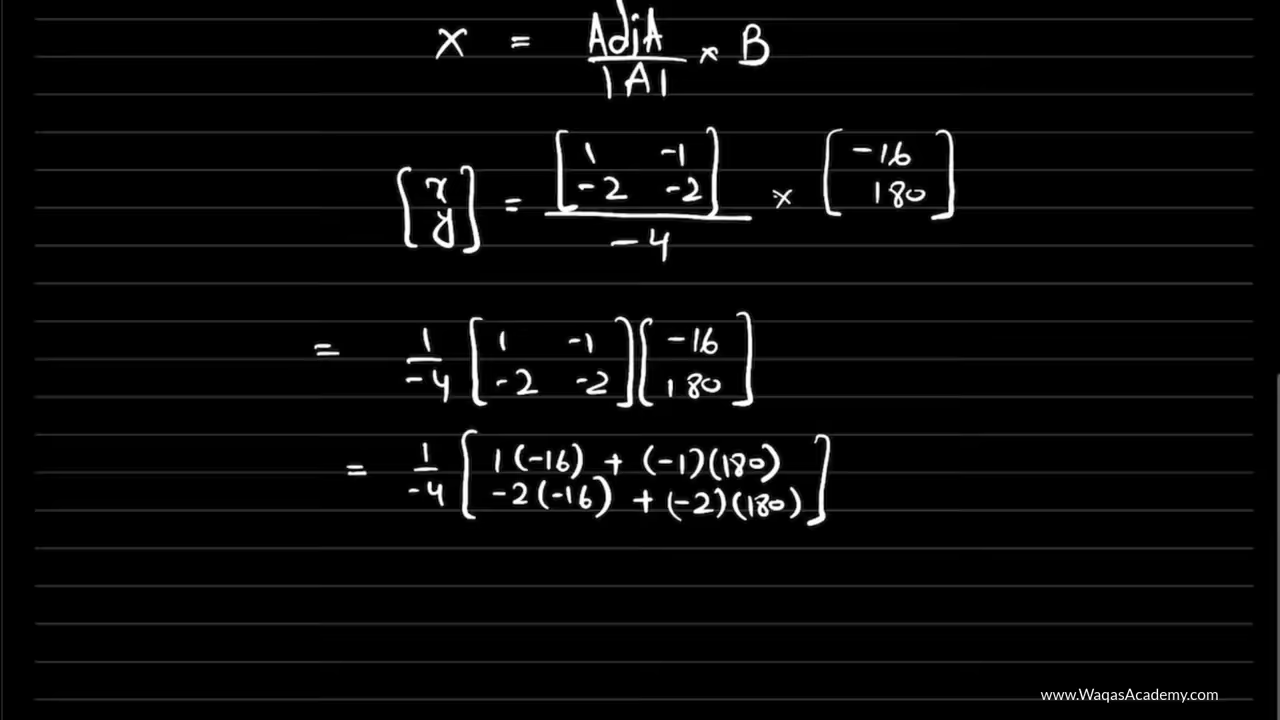 X = AdjA / |A| × B
[x y] = [1 -1 -2 -2] / -4 × [-16 180]
= 1/-4 [1 -1 -2 -2] [-16 180]
= 1/-4 [1(-16) + (-1)(180) -2(-16) + (-2)(180)]
www.WaqasAcademy.com